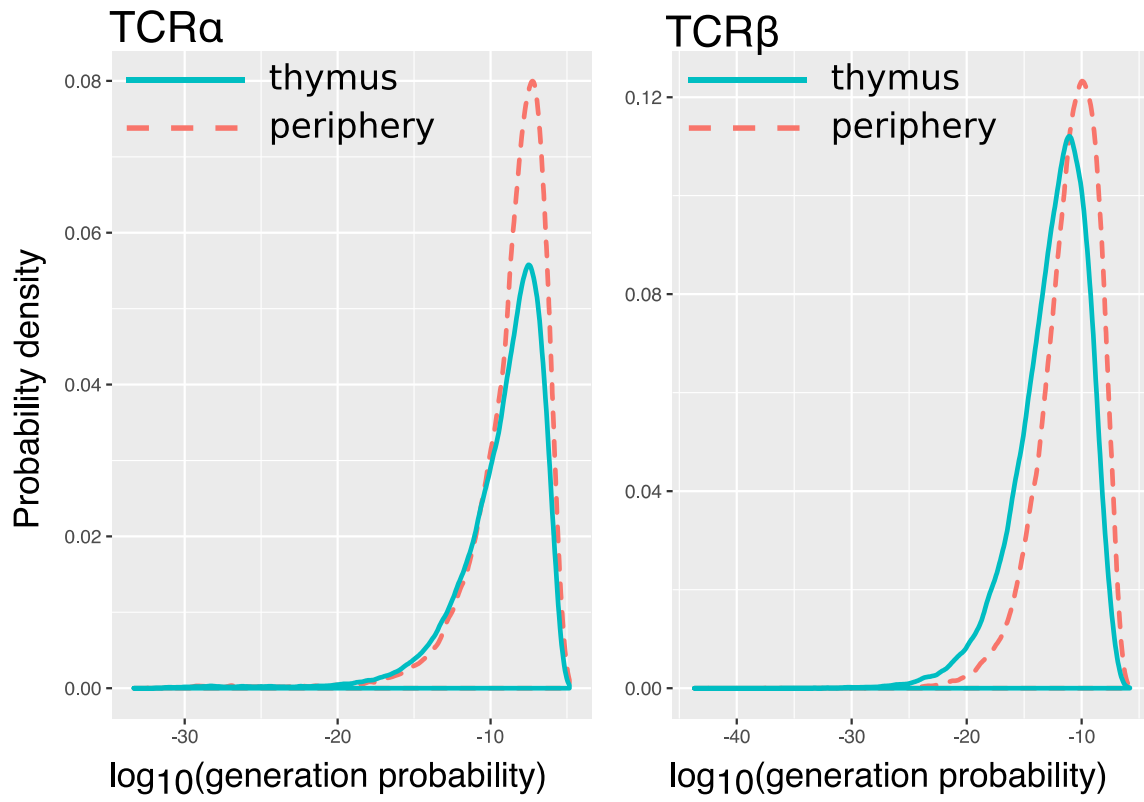 TCRα
thymus
periphery
0.08
0.06
0.04
0.02
0.00
Probability density
-30
-20
-10
log10(generation probability)
TCRβ
thymus
periphery
0.12
0.08
0.04
0.00
-40
-30
-20
-10
log10(generation probability)